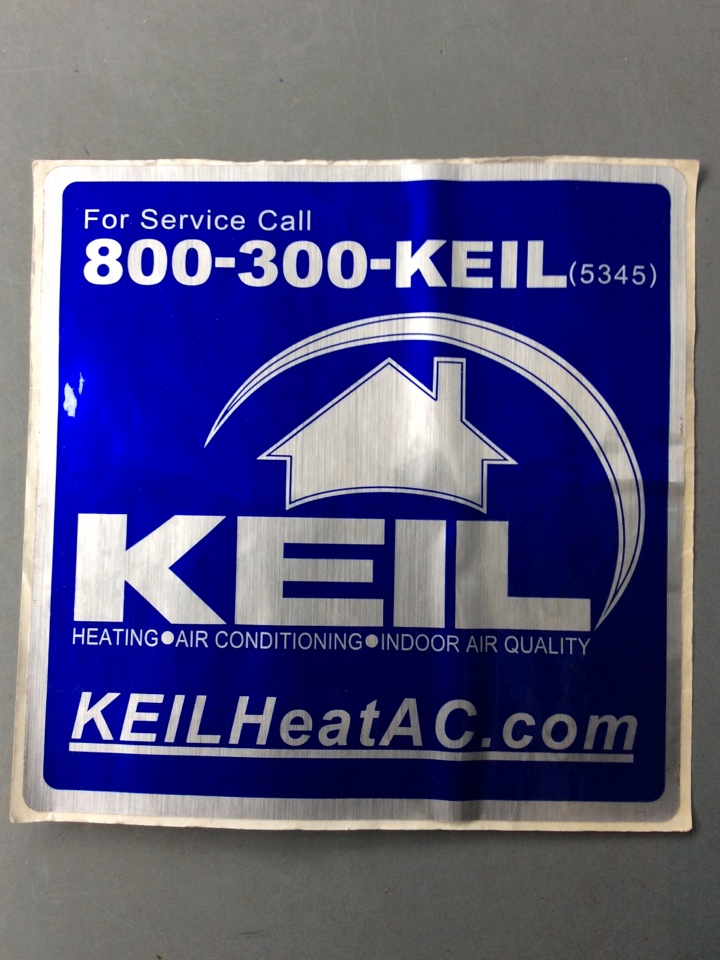 For Service Call
800-300-KEIL (5345)
KEIL
HEATING●AIR CONDITIONING●INDOOR AIR QUALITY
KEILHeatAC.com